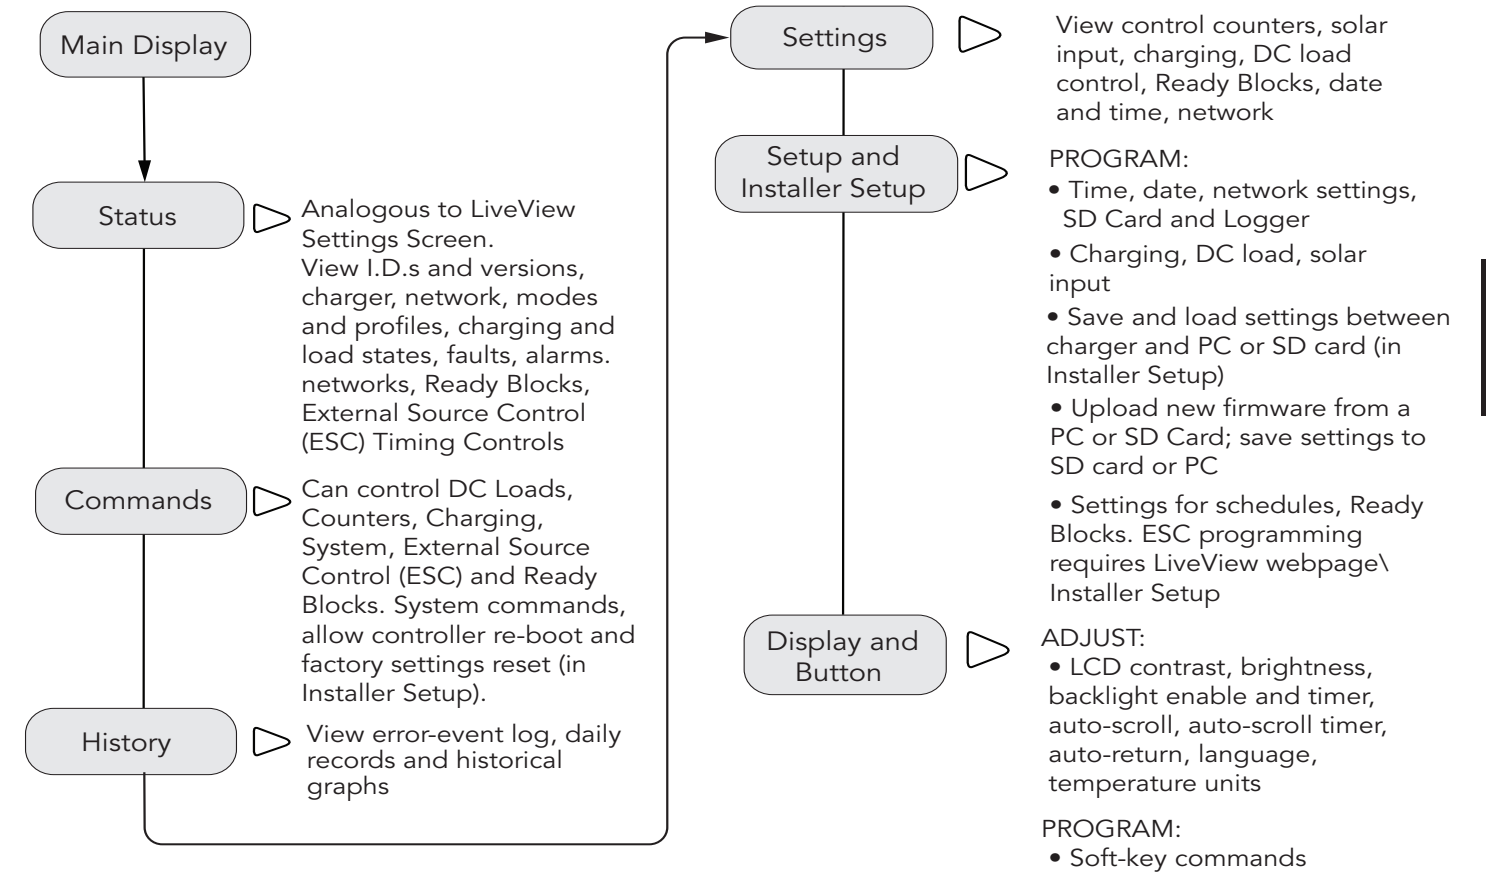 Main Display
Status
Analogous to LiveView
Settings Screen.
View I.D.s and versions,
charger, network, modes
and profiles, charging and
load states, faults, alarms.
networks, Ready Blocks,
External Source Control
(ESC) Timing Controls
Commands
Can control DC Loads,
Counters, Charging,
System, External Source
Control (ESC) and Ready
Blocks. System commands,
allow controller re-boot and
factory settings reset (in
Installer Setup).
History
View error-event log, daily
records and historical
graphs
Settings
View control counters, solar
input, charging, DC load
control, Ready Blocks, date
and time, network
Setup and
Installer Setup
PROGRAM:
• Time, date, network settings,
SD Card and Logger
• Charging, DC load, solar
input
• Save and load settings between
charger and PC or SD card (in
Installer Setup)
• Upload new firmware from a
PC or SD Card; save settings to
SD card or PC
• Settings for schedules, Ready
Blocks. ESC programming
requires LiveView webpage\
Installer Setup
Display and
Button
ADJUST:
• LCD contrast, brightness,
backlight enable and timer,
auto-scroll, auto-scroll timer,
auto-return, language,
temperature units
PROGRAM:
• Soft-key commands